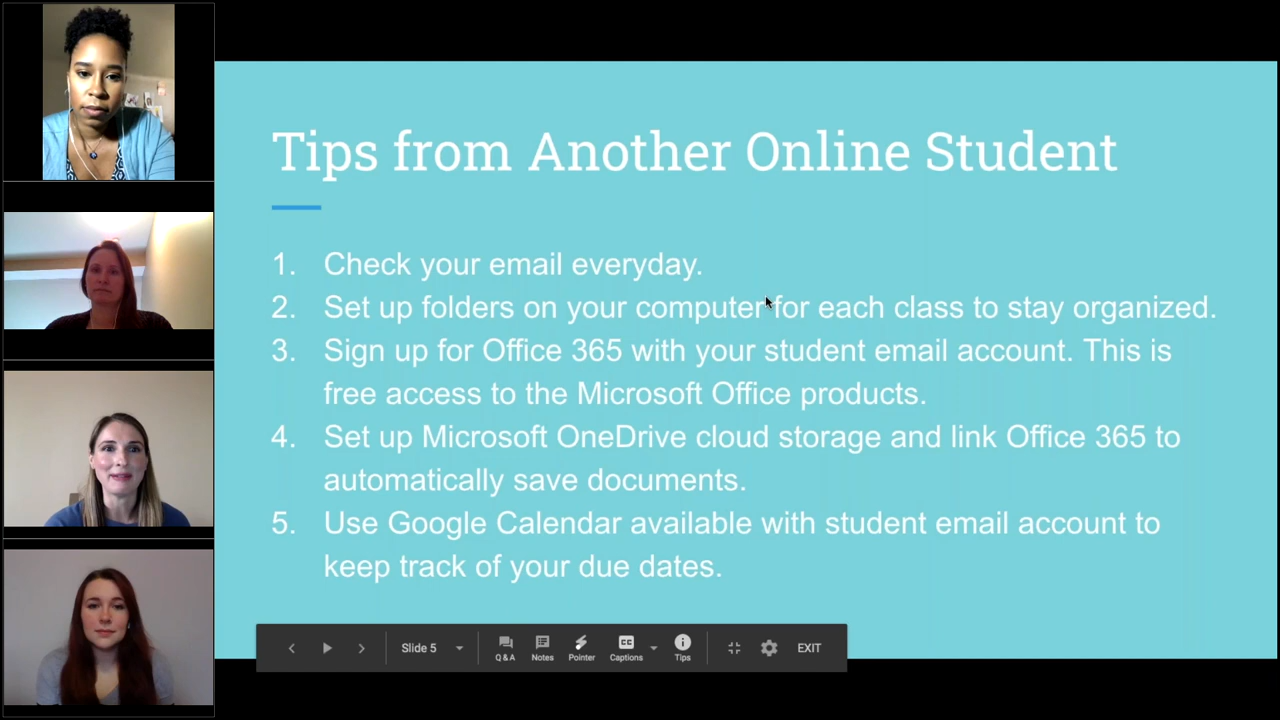 Tips from Another Online Student
1. Check your email everyday.
2. Set up folders on your computer for each class to stay organized.
3. Sign up for Office 365 with your student email account. This is
free access to the Microsoft Office products.
4. Set up Microsoft OneDrive cloud storage and link Office 365 to
automatically save documents.
5. Use Google Calendar available with student email account to
keep track of your due dates.
Slide 5
Q & A
Notes
Pointer
CC
Captions
Tips
EXIT